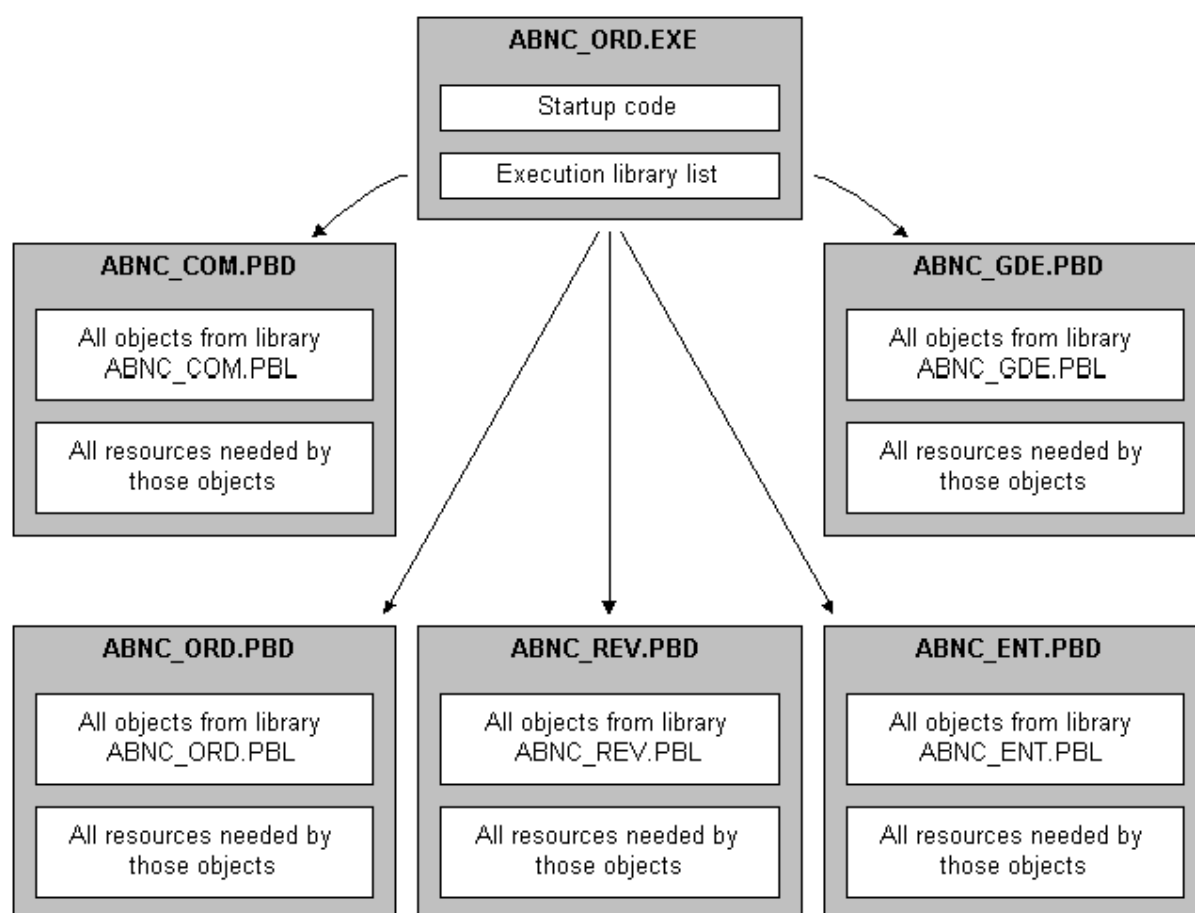 ABNC_ORD.EXE
Startup code
Execution library list
ABNC_COM.PBD
All objects from library
ABNC_COM.PBL
All resources needed by
those objects
ABNC_GDE.PBD
All objects from library
ABNC_GDE.PBL
All resources needed by
those objects
ABNC_ORD.PBD
All objects from library
ABNC_ORD.PBL
All resources needed by
those objects
ABNC_REV.PBD
All objects from library
ABNC_REV.PBL
All resources needed by
those objects
ABNC_ENT.PBD
All objects from library
ABNC_ENT.PBL
All resources needed by
those objects